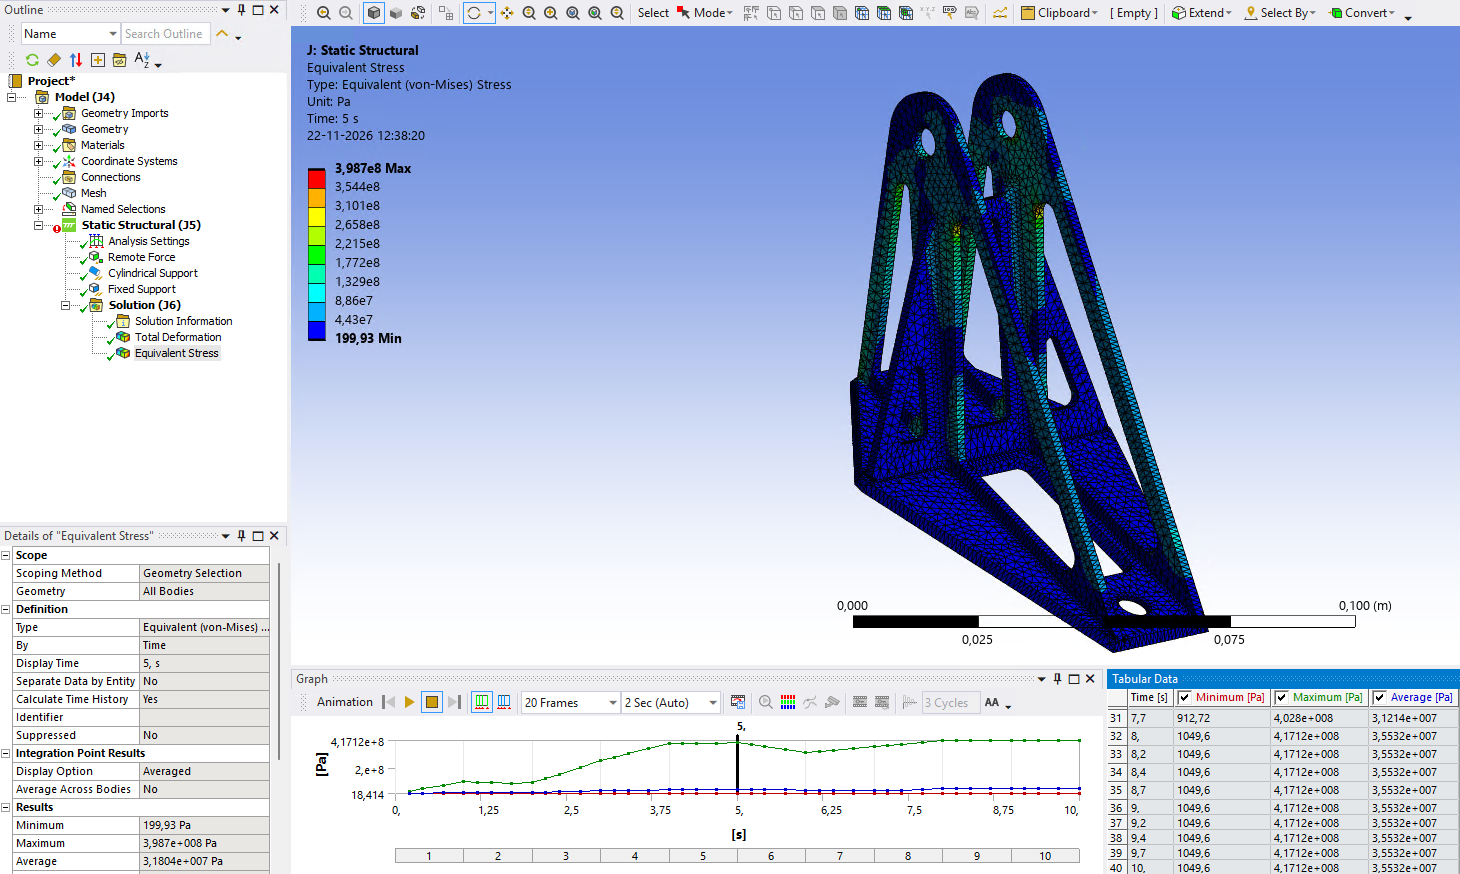 Outline
Name
Search Outline
Project*
Model (J4)
Geometry Imports
Geometry
Materials
Coordinate Systems
Connections
Mesh
Named Selections
Static Structural (J5)
Analysis Settings
Remote Force
Cylindrical Support
Fixed Support
Solution (J6)
Solution Information
Total Deformation
Equivalent Stress
Details of "Equivalent Stress"
Scope
Scoping Method Geometry Selection
Geometry All Bodies
Definition
Type Equivalent (von-Mises) ...
By Time
Display Time 5, s
Separate Data by Entity No
Calculate Time History Yes
Identifier
Suppressed No
Integration Point Results
Display Option Averaged
Average Across Bodies No
Results
Minimum 199,93 Pa
Maximum 3,987e+008 Pa
Average 3,1804e+007 Pa
Select Mode Clipboard [ Empty ] Extend Select By Convert
J: Static Structural
Equivalent Stress
Type: Equivalent (von-Mises) Stress
Unit: Pa
Time: 5 s
22-11-2026 12:38:20
3,987e8 Max
3,544e8
3,101e8
2,658e8
2,215e8
1,772e8
1,329e8
8,86e7
4,43e7
199,93 Min
0,000 0,100 (m)
0,025 0,075
Graph
Animation 20 Frames 2 Sec (Auto) 3 Cycles AA
5,
4,1712e+8
2,e+8
18,414
[Pa]
0, 1,25 2,5 3,75 5, 6,25 7,5 8,75 10,
[s]
1 2 3 4 5 6 7 8 9 10
Tabular Data
Time [s] Minimum [Pa] Maximum [Pa] Average [Pa]
31 7,7 912,72 4,028e+008 3,1214e+007
32 8, 1049,6 4,1712e+008 3,5532e+007
33 8,2 1049,6 4,1712e+008 3,5532e+007
34 8,4 1049,6 4,1712e+008 3,5532e+007
35 8,7 1049,6 4,1712e+008 3,5532e+007
36 9, 1049,6 4,1712e+008 3,5532e+007
37 9,2 1049,6 4,1712e+008 3,5532e+007
38 9,4 1049,6 4,1712e+008 3,5532e+007
39 9,7 1049,6 4,1712e+008 3,5532e+007
40 10, 1049,6 4,1712e+008 3,5532e+007